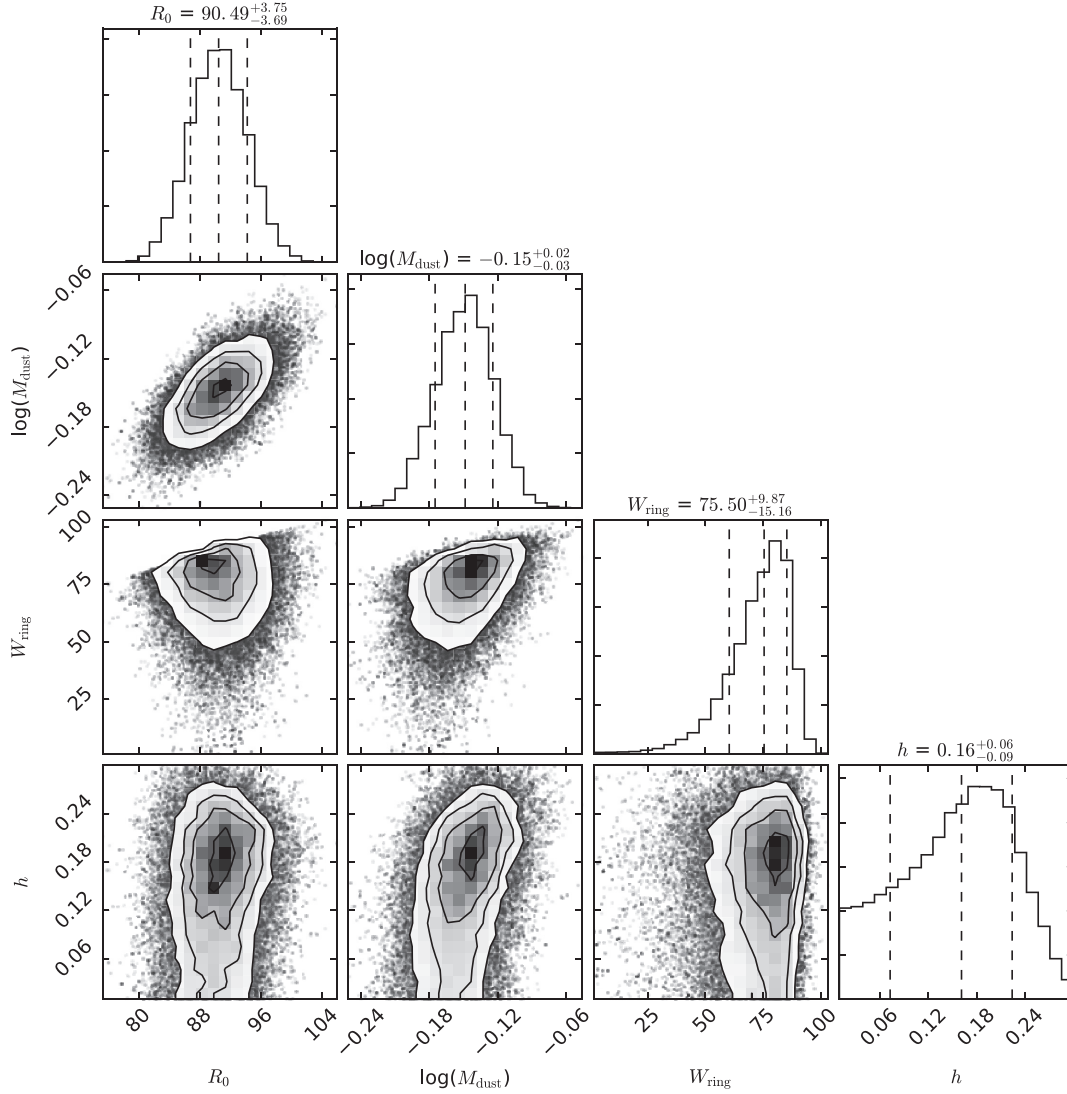 R₀ = 90.49 +3.75 −3.69
log(M_dust) = −0.15 +0.02 −0.03
−0.06
−0.12
−0.18
−0.24
log(M_dust)
W_ring = 75.50 +9.87 −15.16
100
75
50
25
W_ring
h = 0.16 +0.06 −0.09
0.24
0.18
0.12
0.06
h
80 88 96 104
−0.24 −0.18 −0.12 −0.06
25 50 75 100
0.06 0.12 0.18 0.24
R₀ log(M_dust) W_ring h